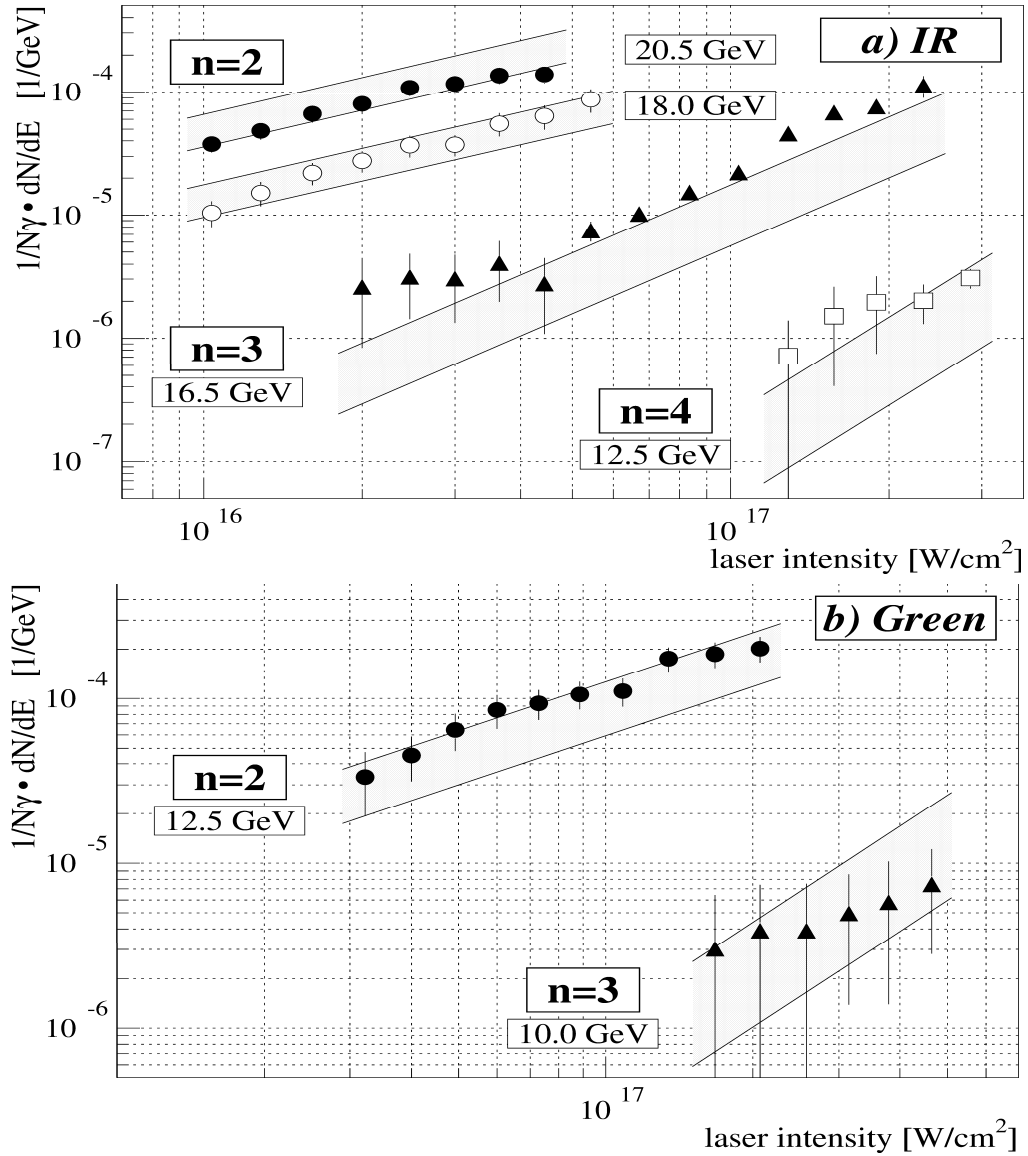 1/Nγ• dN/dE [1/GeV]
a) IR
n=2
20.5 GeV
18.0 GeV
10 -4
10 -5
10 -6
10 -7
n=3
16.5 GeV
n=4
12.5 GeV
10 16
10 17
laser intensity [W/cm2]
1/Nγ• dN/dE [1/GeV]
b) Green
10 -4
10 -5
10 -6
n=2
12.5 GeV
n=3
10.0 GeV
10 17
laser intensity [W/cm2]